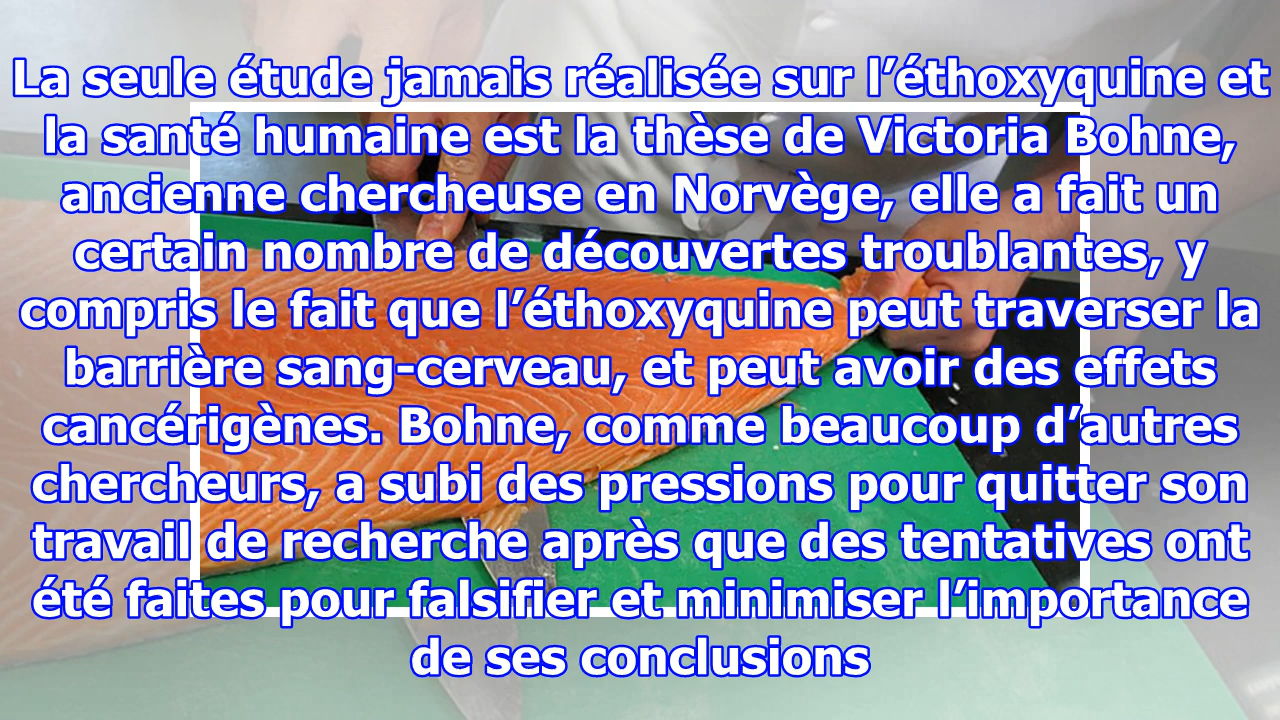 La seule étude jamais réalisée sur l’éthoxyquine et
la santé humaine est la thèse de Victoria Bohne,
ancienne chercheuse en Norvège, elle a fait un
certain nombre de découvertes troublantes, y
compris le fait que l’éthoxyquine peut traverser la
barrière sang-cerveau, et peut avoir des effets
cancérigènes. Bohne, comme beaucoup d’autres
chercheurs, a subi des pressions pour quitter son
travail de recherche après que des tentatives ont
été faites pour falsifier et minimiser l’importance
de ses conclusions